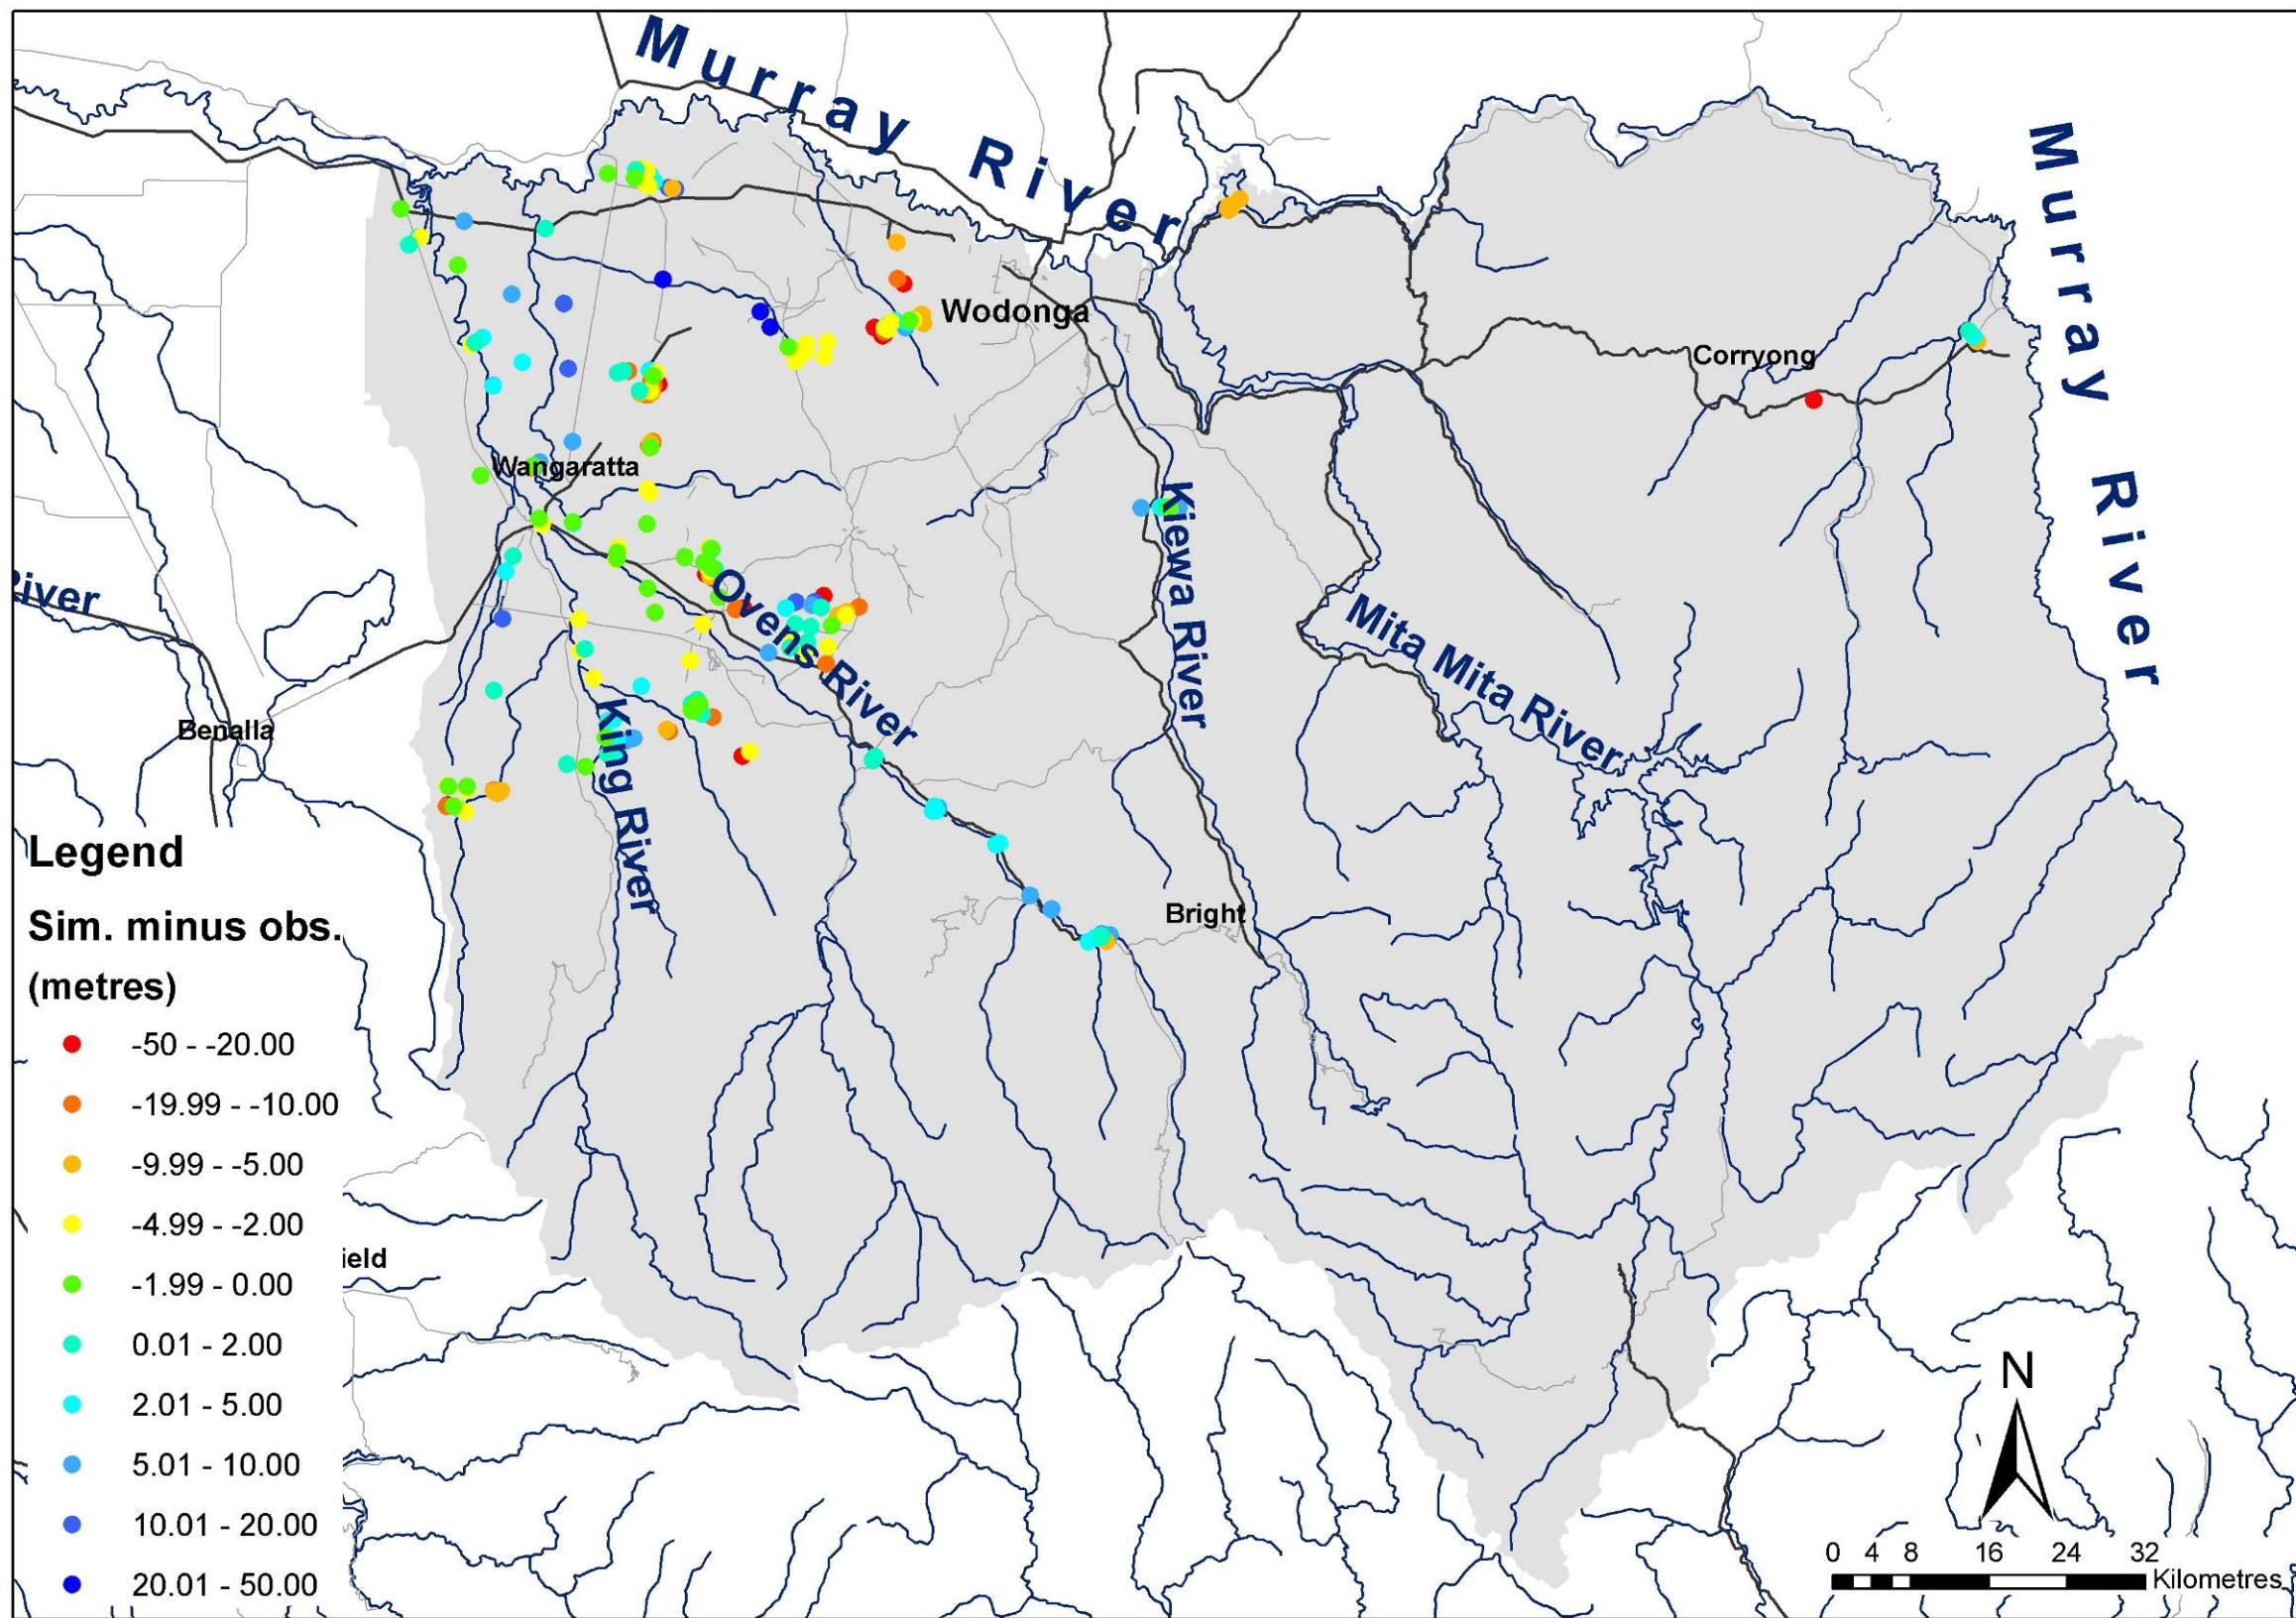 Murray River
Murray River
Wodonga
Corryong
Wangaratta
Kiewa River
River
Ovens River
Mita Mita River
Benalla
King River
Legend
Bright
Sim. minus obs.
(metres)
-50 - -20.00
-19.99 - -10.00
-9.99 - -5.00
-4.99 - -2.00
-1.99 - 0.00
ield
0.01 - 2.00
2.01 - 5.00
5.01 - 10.00
10.01 - 20.00
20.01 - 50.00
N
0 4 8 16 24 32
Kilometres